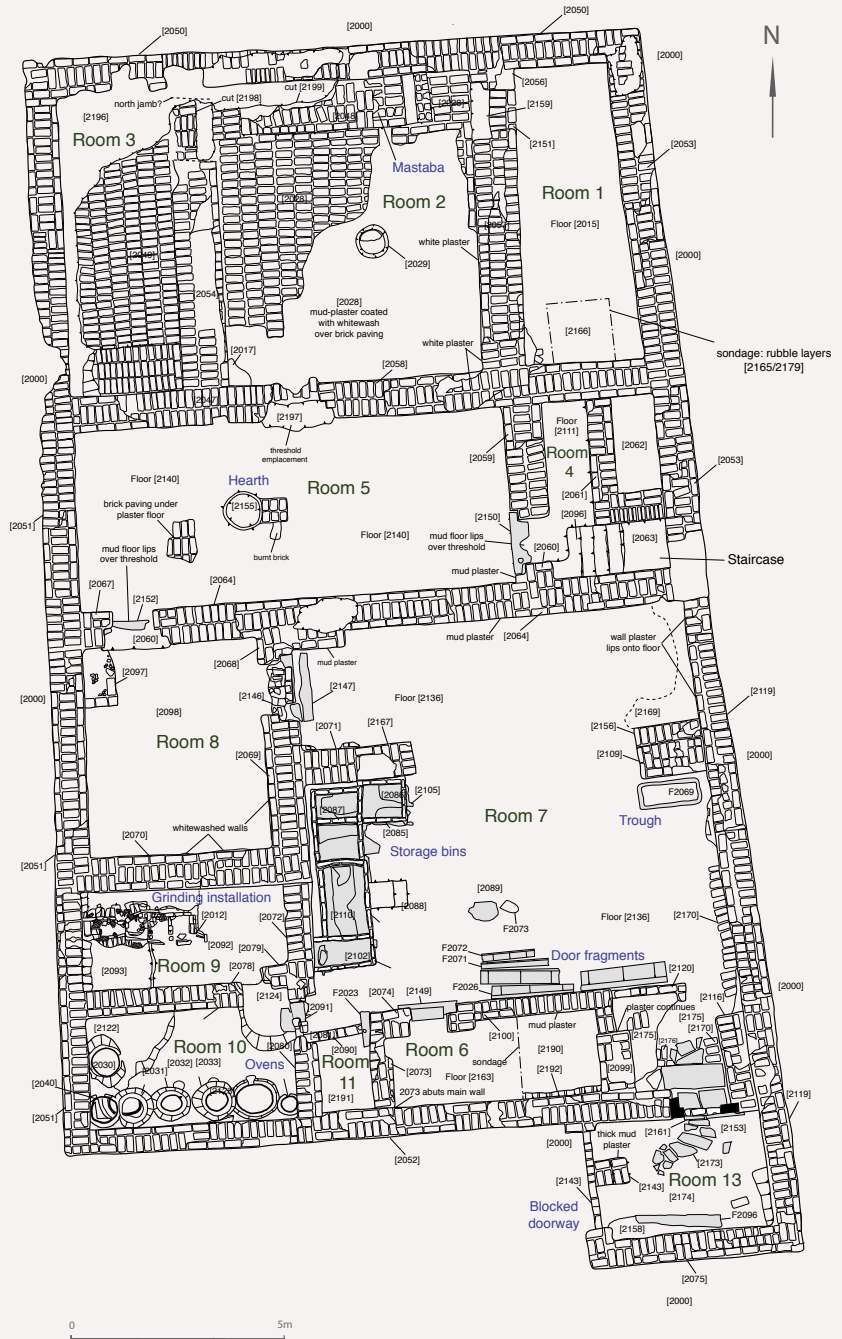 [2050]
[2000]
[2050]
N
[2000]
cut [2199]
[2056]
north jamb?
cut [2198]
[2159]
[2196]
Room 3
[2048]
[2151]
[2053]
Mastaba
Room 1
Room 2
[2028]
Floor [2015]
[2057]
white plaster
[2049]
[2029]
[2000]
[2054]
[2028]
mud-plaster coated
with whitewash
over brick paving
[2166]
white plaster
[2017]
sondage: rubble layers
[2165/2179]
[2000]
[2058]
[2047]
[2197]
Floor
[2111]
threshold
emplacement
[2062]
[2059]
Room
4
[2053]
Floor [2140]
Hearth
Room 5
[2061]
brick paving under
plaster floor
[2155]
[2150]
[2096]
[2051]
Floor [2140]
mud floor lips
over threshold
[2063]
mud floor lips
over threshold
burnt brick
[2060]
Staircase
mud plaster
[2067]
[2064]
[2152]
[2060]
mud plaster
[2064]
wall plaster
lips onto floor
[2068]
mud plaster
[2097]
[2147]
[2000]
[2146]
Floor [2136]
[2119]
[2098]
[2169]
[2071]
[2167]
[2156]
Room 8
[2069]
[2109]
[2000]
[2086]
[2105]
F2069
[2087]
Room 7
Trough
[2070]
whitewashed walls
[2085]
Storage bins
[2051]
Grinding installation
[2089]
[2088]
[2012]
[2072]
[2110]
Floor [2136]
[2170]
F2073
[2092]
[2079]
F2072
F2071
Door fragments
[2102]
[2093]
Room 9
[2078]
[2120]
F2026
[2124]
F2023
[2074]
[2149]
[2000]
[2091]
plaster continues
[2116]
[2122]
mud plaster
[2175]
[2175]
[2170]
[2100]
[2081]
[2090]
[2080]
Room 10
Room 6
[2176]
[2190]
sondage
[2030]
[2032]
[2033]
[2031]
Ovens
Room
11
[2073]
Floor [2163]
[2192]
[2099]
[2040]
[2191]
2073 abuts main wall
[2119]
[2051]
[2161]
[2153]
[2052]
[2000]
thick mud
plaster
[2173]
[2143]
[2143]
Room 13
[2174]
Blocked
doorway
F2096
[2158]
[2075]
[2000]
0
5m